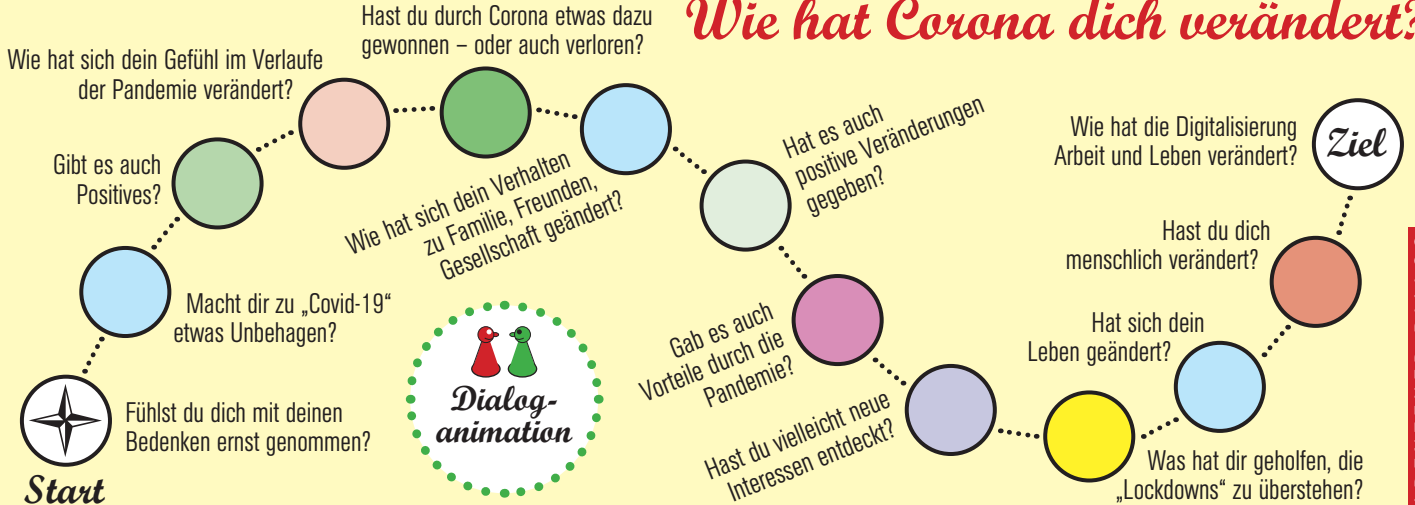 Wie hat Corona dich verändert?
Start
Fühlst du dich mit deinen
Bedenken ernst genommen?
Macht dir zu „Covid-19“
etwas Unbehagen?
Gibt es auch
Positives?
Wie hat sich dein Gefühl im Verlaufe
der Pandemie verändert?
Hast du durch Corona etwas dazu
gewonnen – oder auch verloren?
Wie hat sich dein Verhalten
zu Familie, Freunden,
Gesellschaft geändert?
Hat es auch
positive Veränderungen
gegeben?
Gab es auch
Vorteile durch die
Pandemie?
Hast du vielleicht neue
Interessen entdeckt?
Was hat dir geholfen, die
„Lockdowns“ zu überstehen?
Hat sich dein
Leben geändert?
Hast du dich
menschlich verändert?
Wie hat die Digitalisierung
Arbeit und Leben verändert?
Ziel
Dialog-
animation